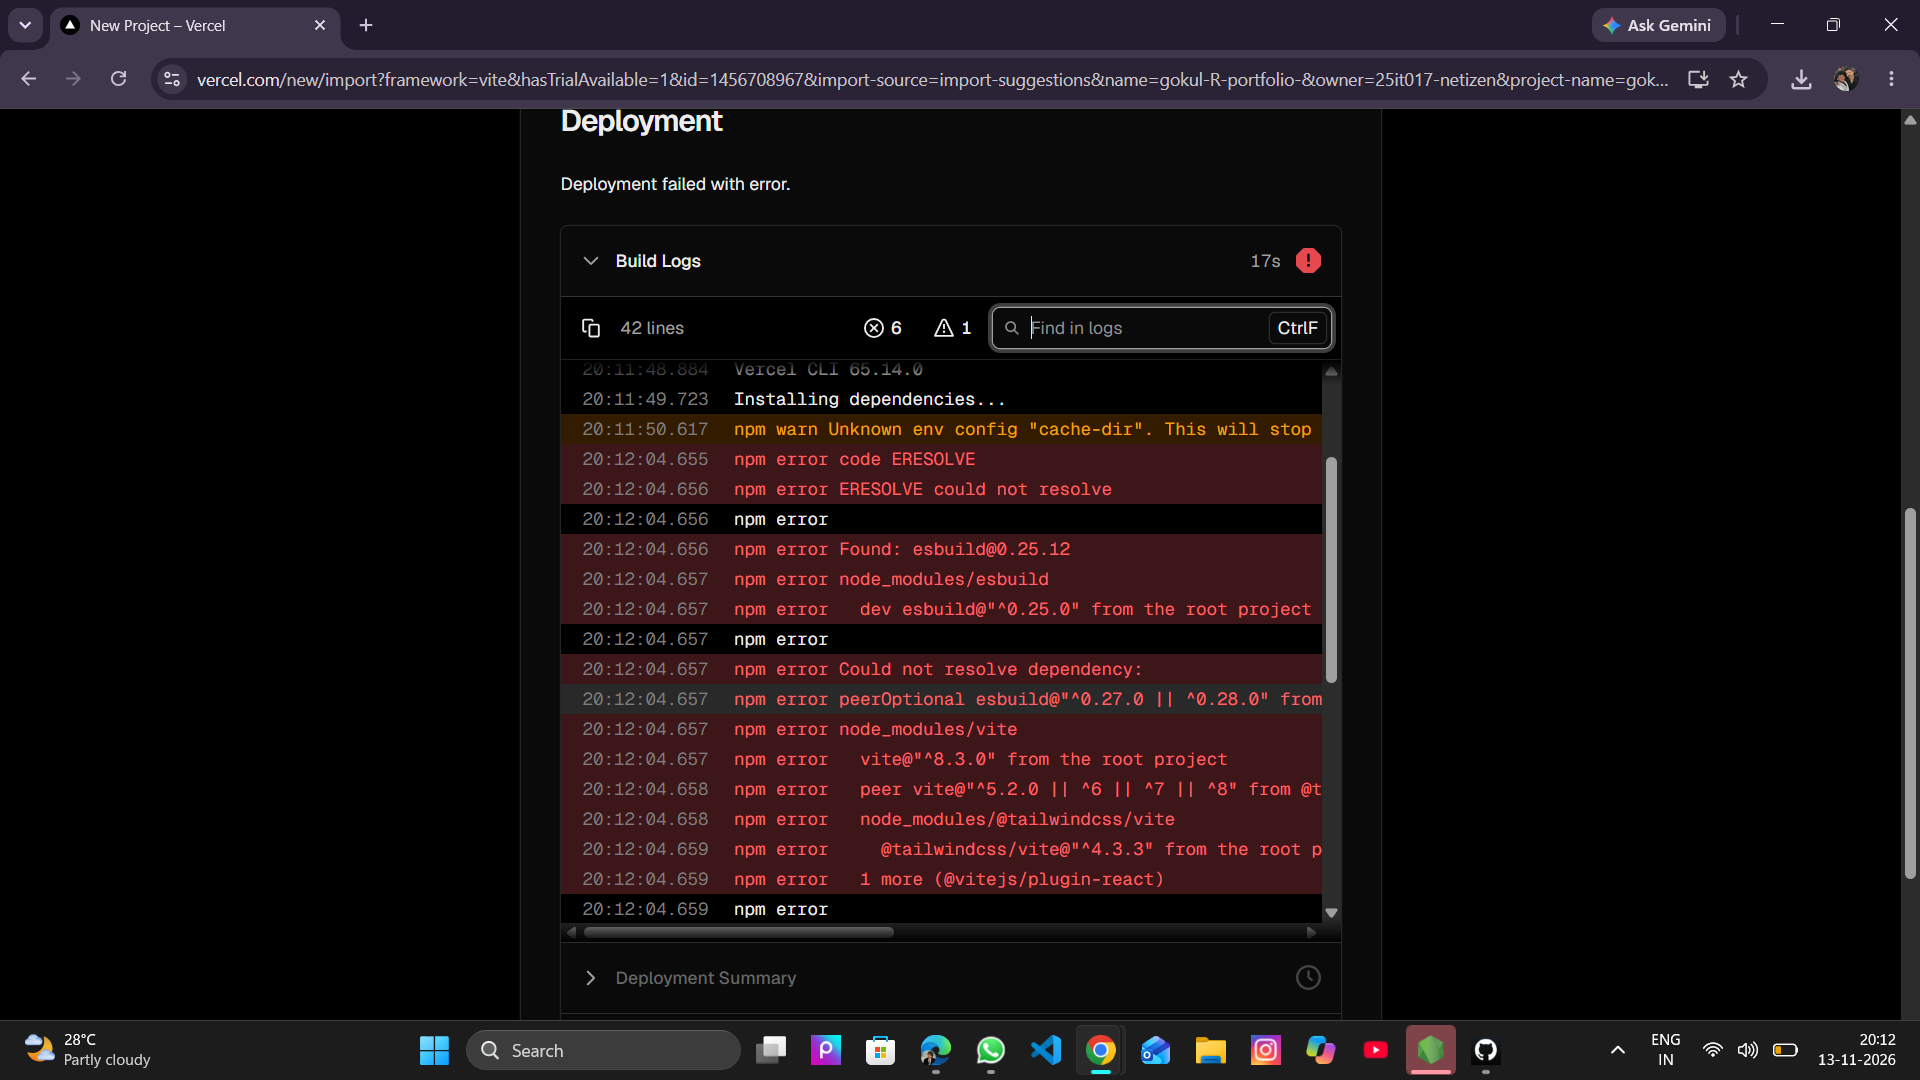 New Project – Vercel
Ask Gemini
vercel.com/new/import?framework=vite&hasTrialAvailable=1&id=1456708967&import-source=import-suggestions&name=gokul-R-portfolio-&owner=25it017-netizen&project-name=gok...
Deployment
Deployment failed with error.
Build Logs
17s
42 lines
6
1
Find in logs
CtrlF
20:11:48.884 Vercel CLI 65.14.0
20:11:49.723 Installing dependencies...
20:11:50.617 npm warn Unknown env config "cache-dir". This will stop
20:12:04.655 npm error code ERESOLVE
20:12:04.656 npm error ERESOLVE could not resolve
20:12:04.656 npm error
20:12:04.656 npm error Found: esbuild@0.25.12
20:12:04.657 npm error node_modules/esbuild
20:12:04.657 npm error   dev esbuild@"^0.25.0" from the root project
20:12:04.657 npm error
20:12:04.657 npm error Could not resolve dependency:
20:12:04.657 npm error peerOptional esbuild@"^0.27.0 || ^0.28.0" from
20:12:04.657 npm error node_modules/vite
20:12:04.657 npm error   vite@"^8.3.0" from the root project
20:12:04.658 npm error   peer vite@"^5.2.0 || ^6 || ^7 || ^8" from @t
20:12:04.658 npm error   node_modules/@tailwindcss/vite
20:12:04.659 npm error     @tailwindcss/vite@"^4.3.3" from the root p
20:12:04.659 npm error   1 more (@vitejs/plugin-react)
20:12:04.659 npm error
Deployment Summary
28°C
Partly cloudy
Search
ENG
IN
20:12
13-11-2026